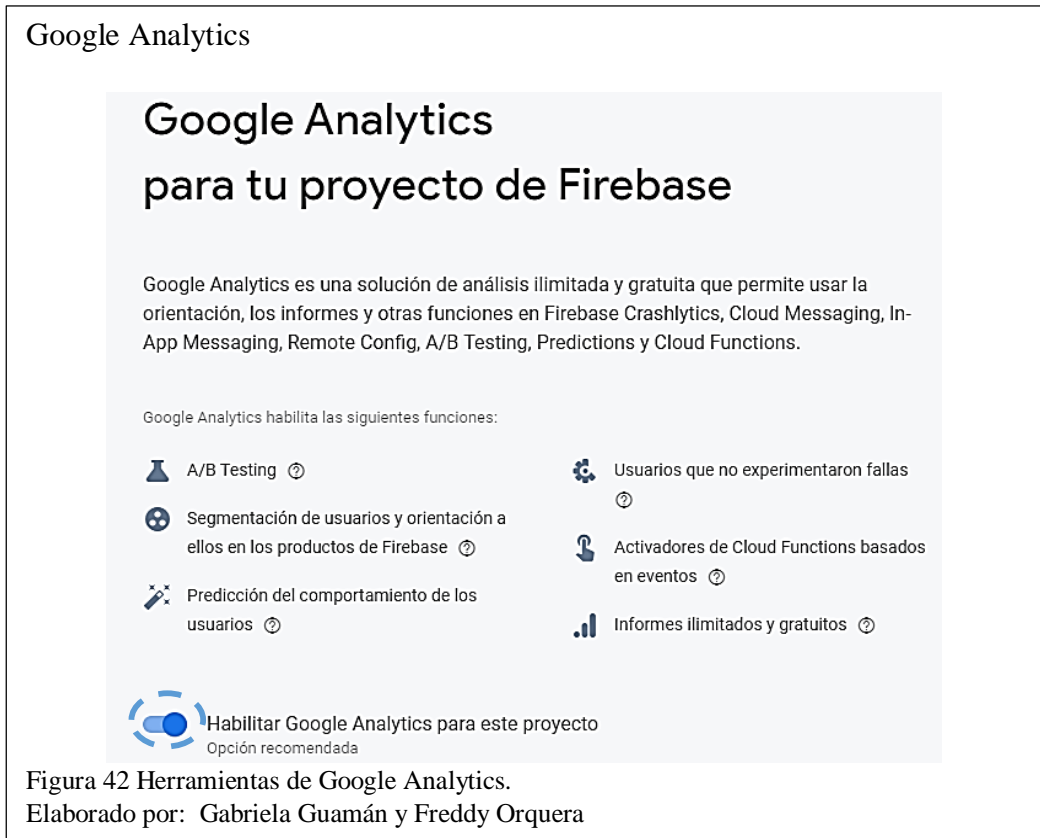 Google Analytics
Google Analytics
para tu proyecto de Firebase
Google Analytics es una solución de análisis ilimitada y gratuita que permite usar la
orientación, los informes y otras funciones en Firebase Crashlytics, Cloud Messaging, In-
App Messaging, Remote Config, A/B Testing, Predictions y Cloud Functions.
Google Analytics habilita las siguientes funciones:
A/B Testing
Segmentación de usuarios y orientación a
ellos en los productos de Firebase
Predicción del comportamiento de los
usuarios
Usuarios que no experimentaron fallas
Activadores de Cloud Functions basados
en eventos
Informes ilimitados y gratuitos
Habilitar Google Analytics para este proyecto
Opción recomendada
Figura 42 Herramientas de Google Analytics.
Elaborado por:  Gabriela Guamán y Freddy Orquera